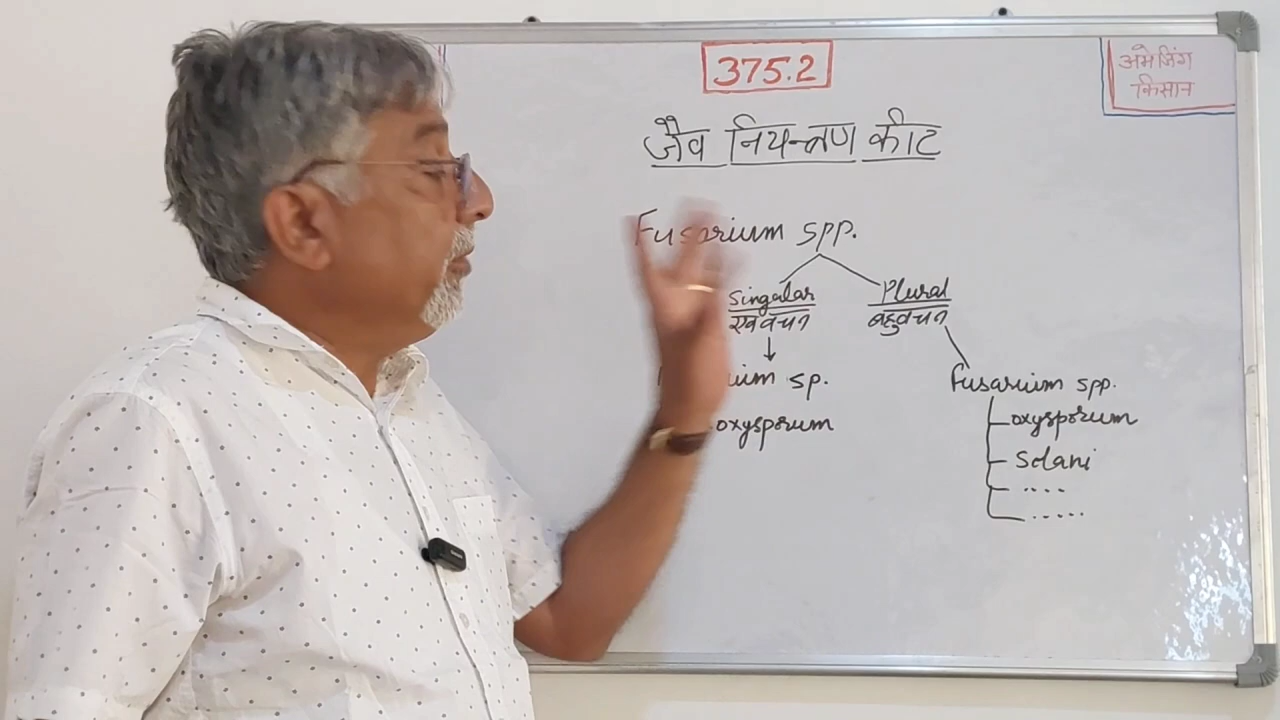 375.2
अमेजिंग
किसान
जैव नियन्त्रण कीट
Fusarium spp.
Singular Plural
एकवचन बहुवचन
sp. Fusarium spp.
oxysporum oxysporum
Solani
....
.....